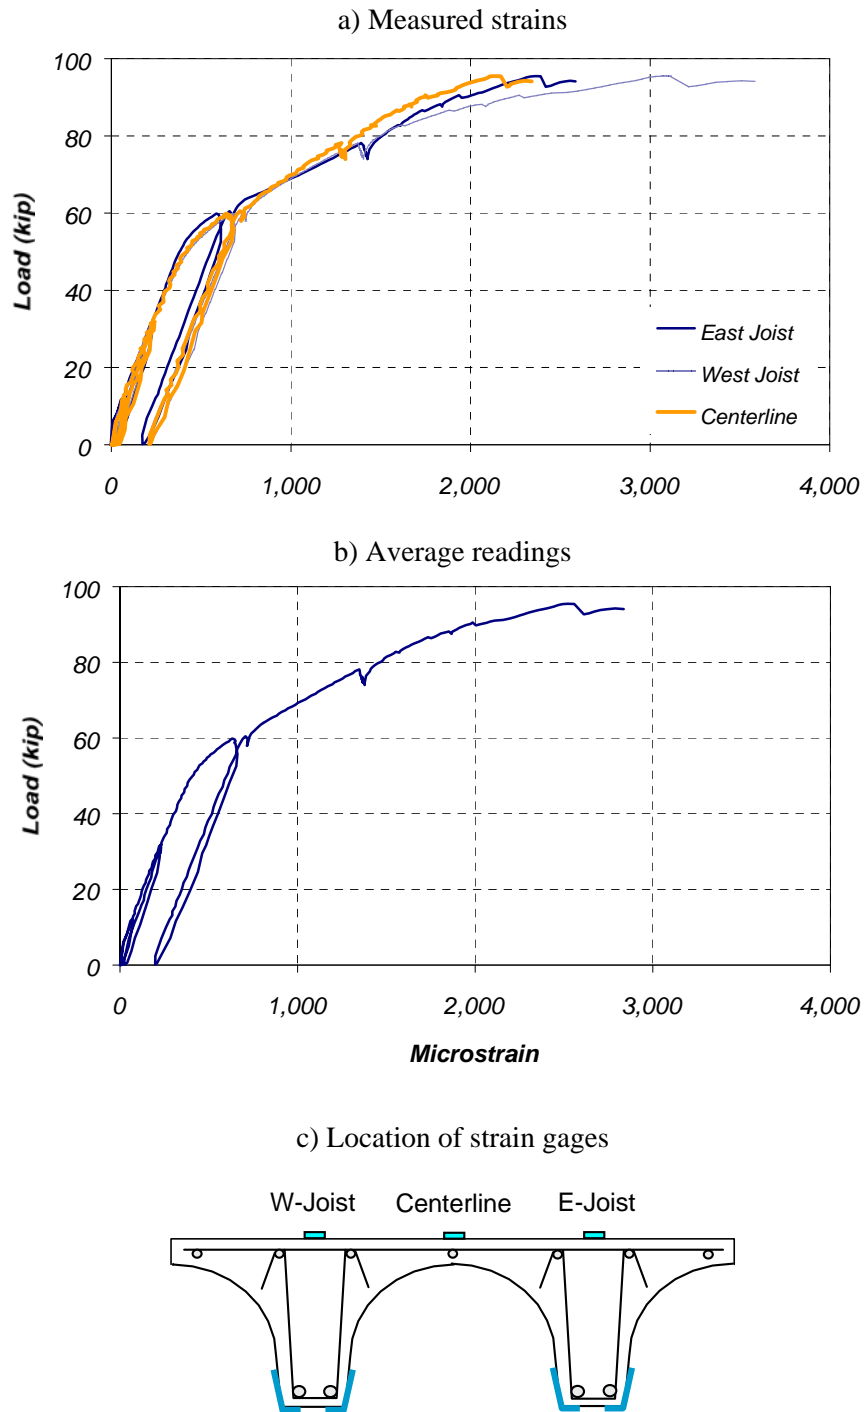 a) Measured strains
100
80
60
40
20
0
Load (kip)
East Joist
West Joist
Centerline
0 1,000 2,000 3,000 4,000
b) Average readings
100
80
60
40
20
0
Load (kip)
0 1,000 2,000 3,000 4,000
Microstrain
c) Location of strain gages
W-Joist Centerline E-Joist